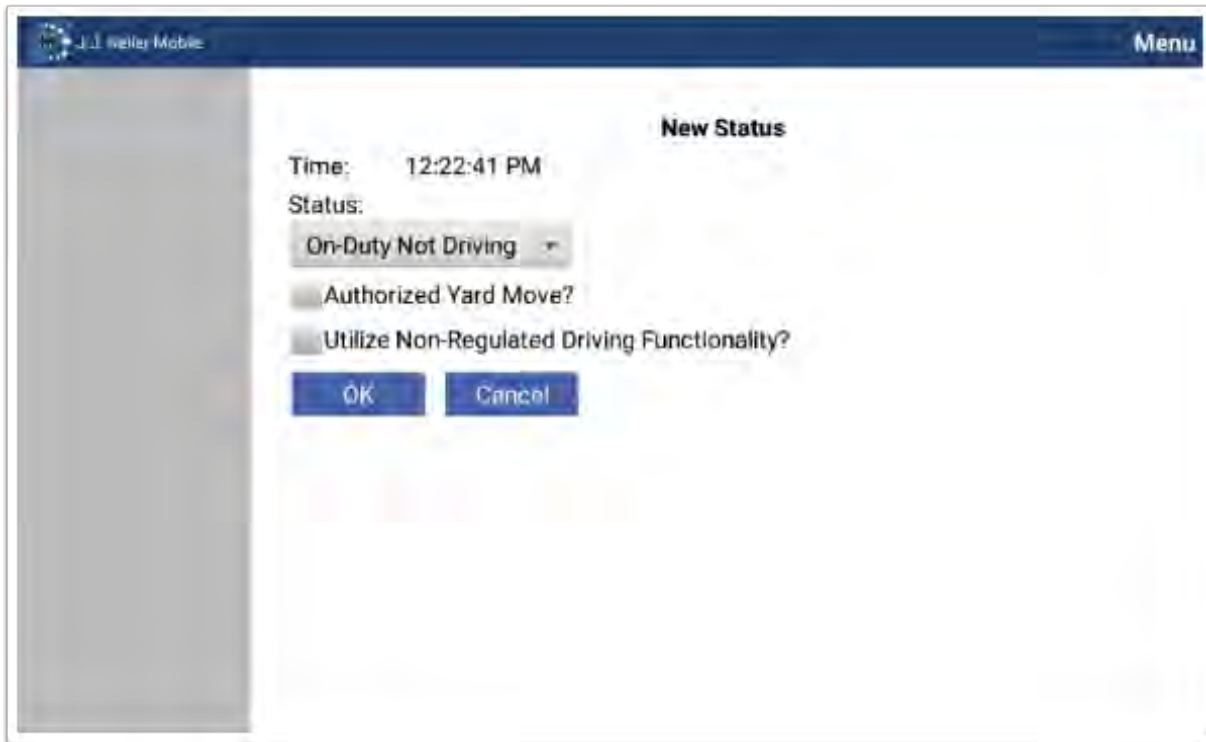 J.J. Keller Mobile
Menu
New Status
Time: 12:22:41 PM
Status:
On-Duty Not Driving
Authorized Yard Move?
Utilize Non-Regulated Driving Functionality?
OK Cancel